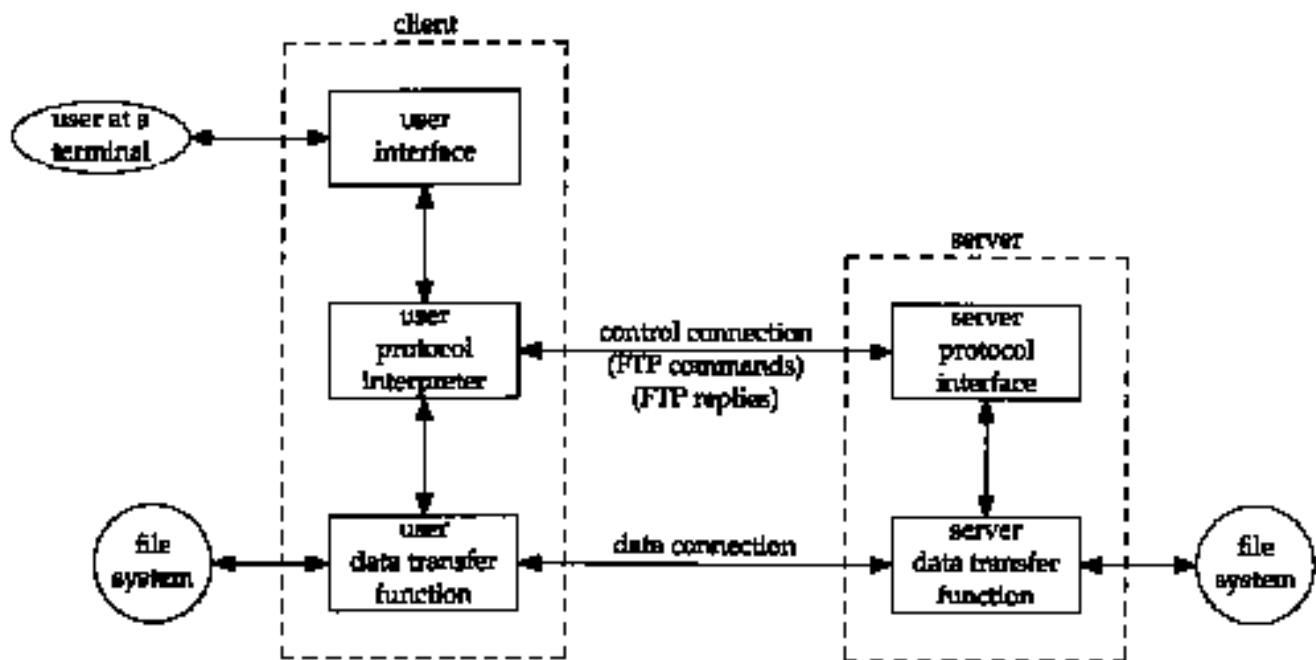 client
user at a
terminal
user
interface
server
user
protocol
interpreter
control connection
(FTP commands)
(FTP replies)
server
protocol
interface
file
system
user
data transfer
function
data connection
server
data transfer
function
file
system